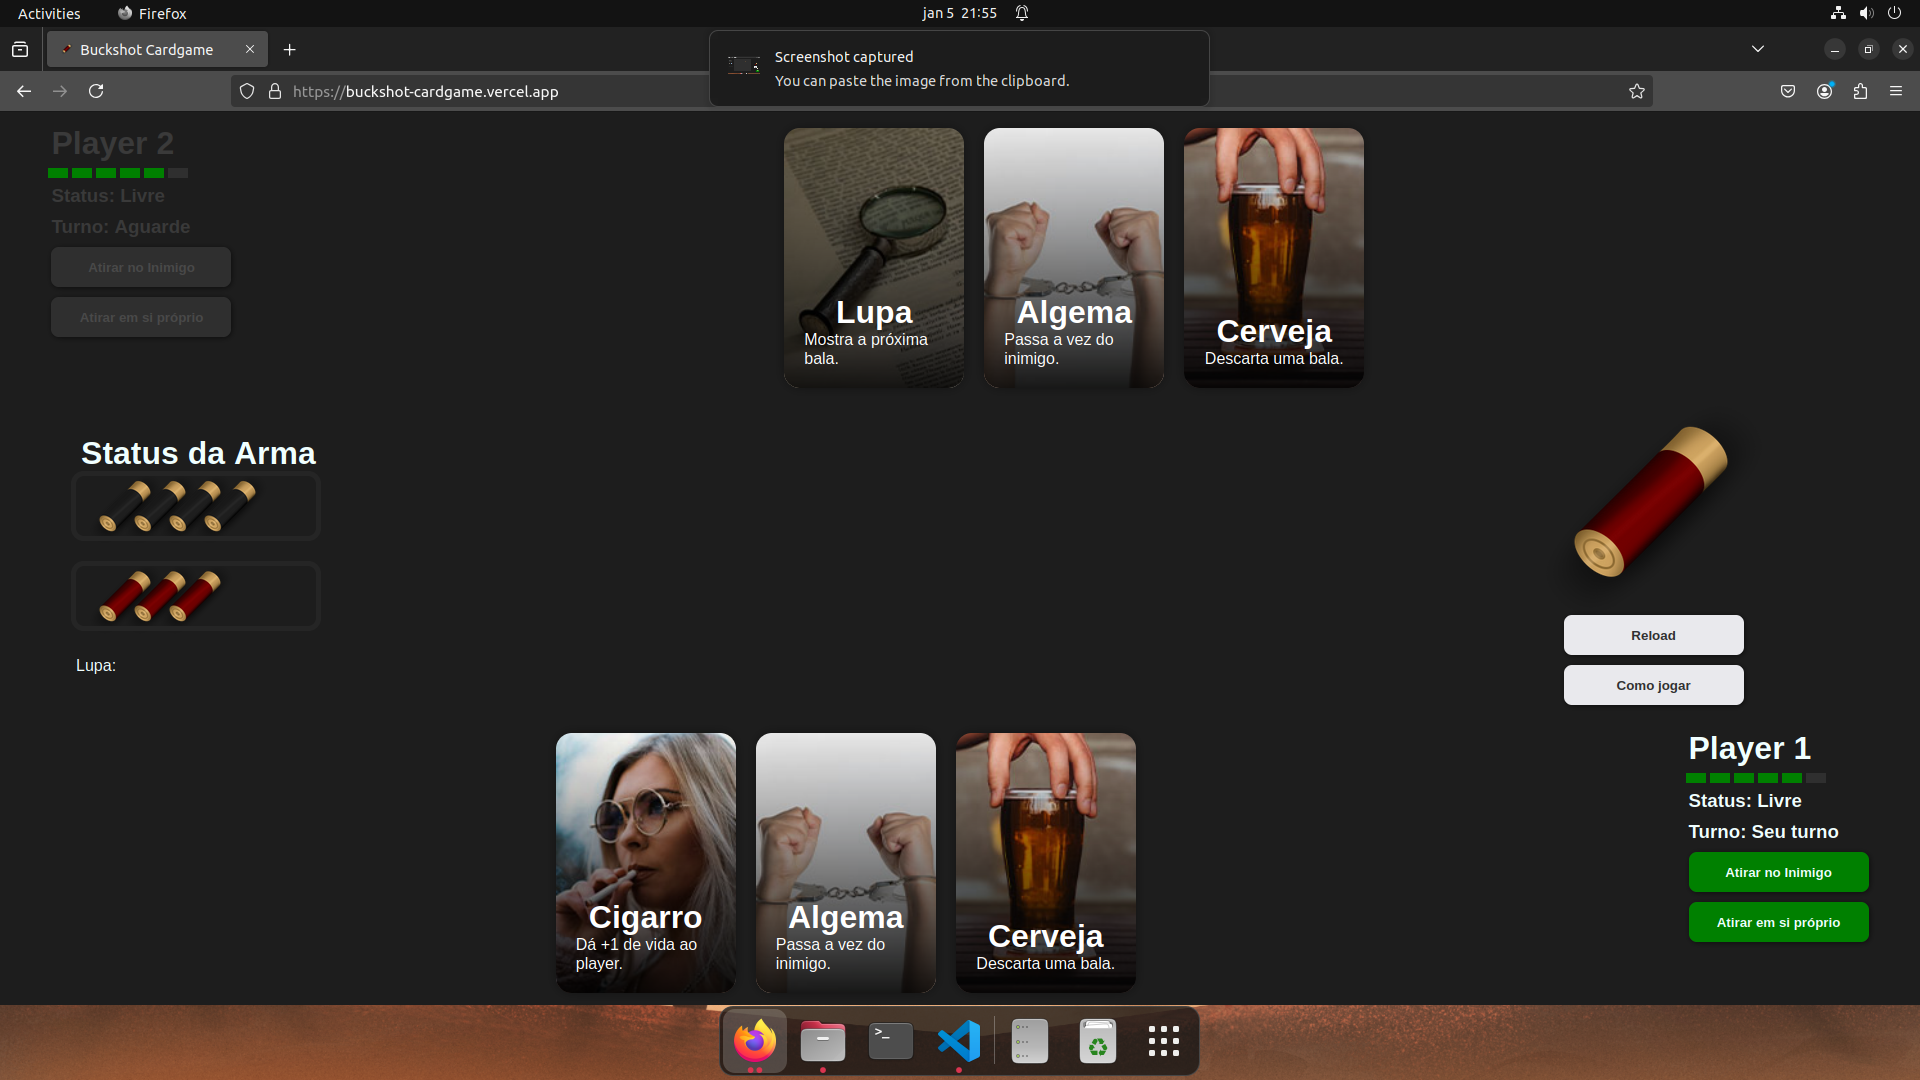 Activities
Firefox
jan 5 21:55
Buckshot Cardgame
Screenshot captured
You can paste the image from the clipboard.
https://buckshot-cardgame.vercel.app
Player 2
Status: Livre
Turno: Aguarde
Atirar no Inimigo
Atirar em si próprio
Lupa
Mostra a próxima
bala.
Algema
Passa a vez do
inimigo.
Cerveja
Descarta uma bala.
Status da Arma
Lupa:
Reload
Como jogar
Cigarro
Dá +1 de vida ao
player.
Algema
Passa a vez do
inimigo.
Cerveja
Descarta uma bala.
Player 1
Status: Livre
Turno: Seu turno
Atirar no Inimigo
Atirar em si próprio